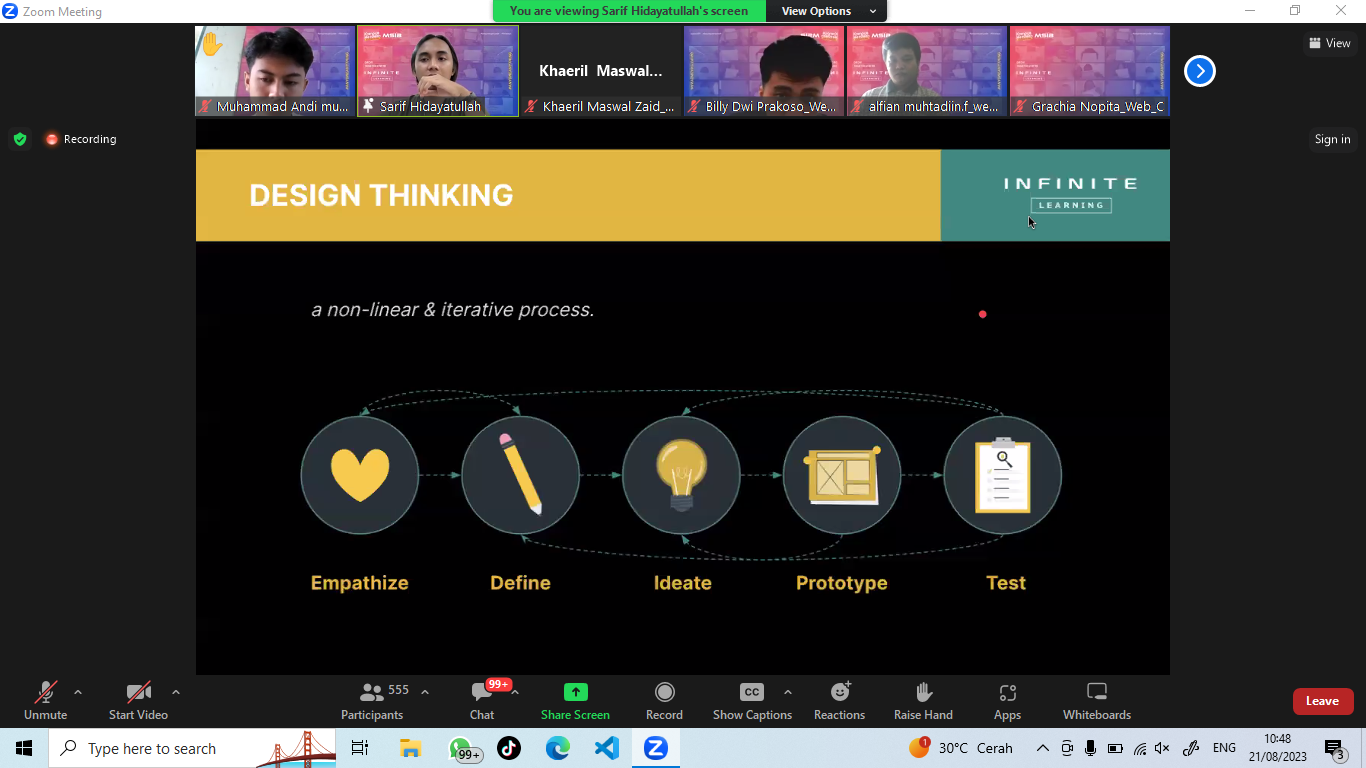 Zoom Meeting
You are viewing Sarif Hidayatullah's screen
View Options
View
Muhammad Andi mu...
Sarif Hidayatullah
Khaeril Maswal...
Khaeril Maswal Zaid_...
Billy Dwi Prakoso_We...
alfian muhtadiin.f_we...
Grachia Nopita_Web_C
MSIB
INFINITE
Recording
Sign in
DESIGN THINKING
INFINITE
LEARNING
a non-linear & iterative process.
Empathize
Define
Ideate
Prototype
Test
Unmute
Start Video
555
Participants
99+
Chat
Share Screen
Record
CC
Show Captions
Reactions
Raise Hand
Apps
Whiteboards
Leave
Type here to search
99+
1
30°C Cerah
ENG
10:48
21/08/2023
3